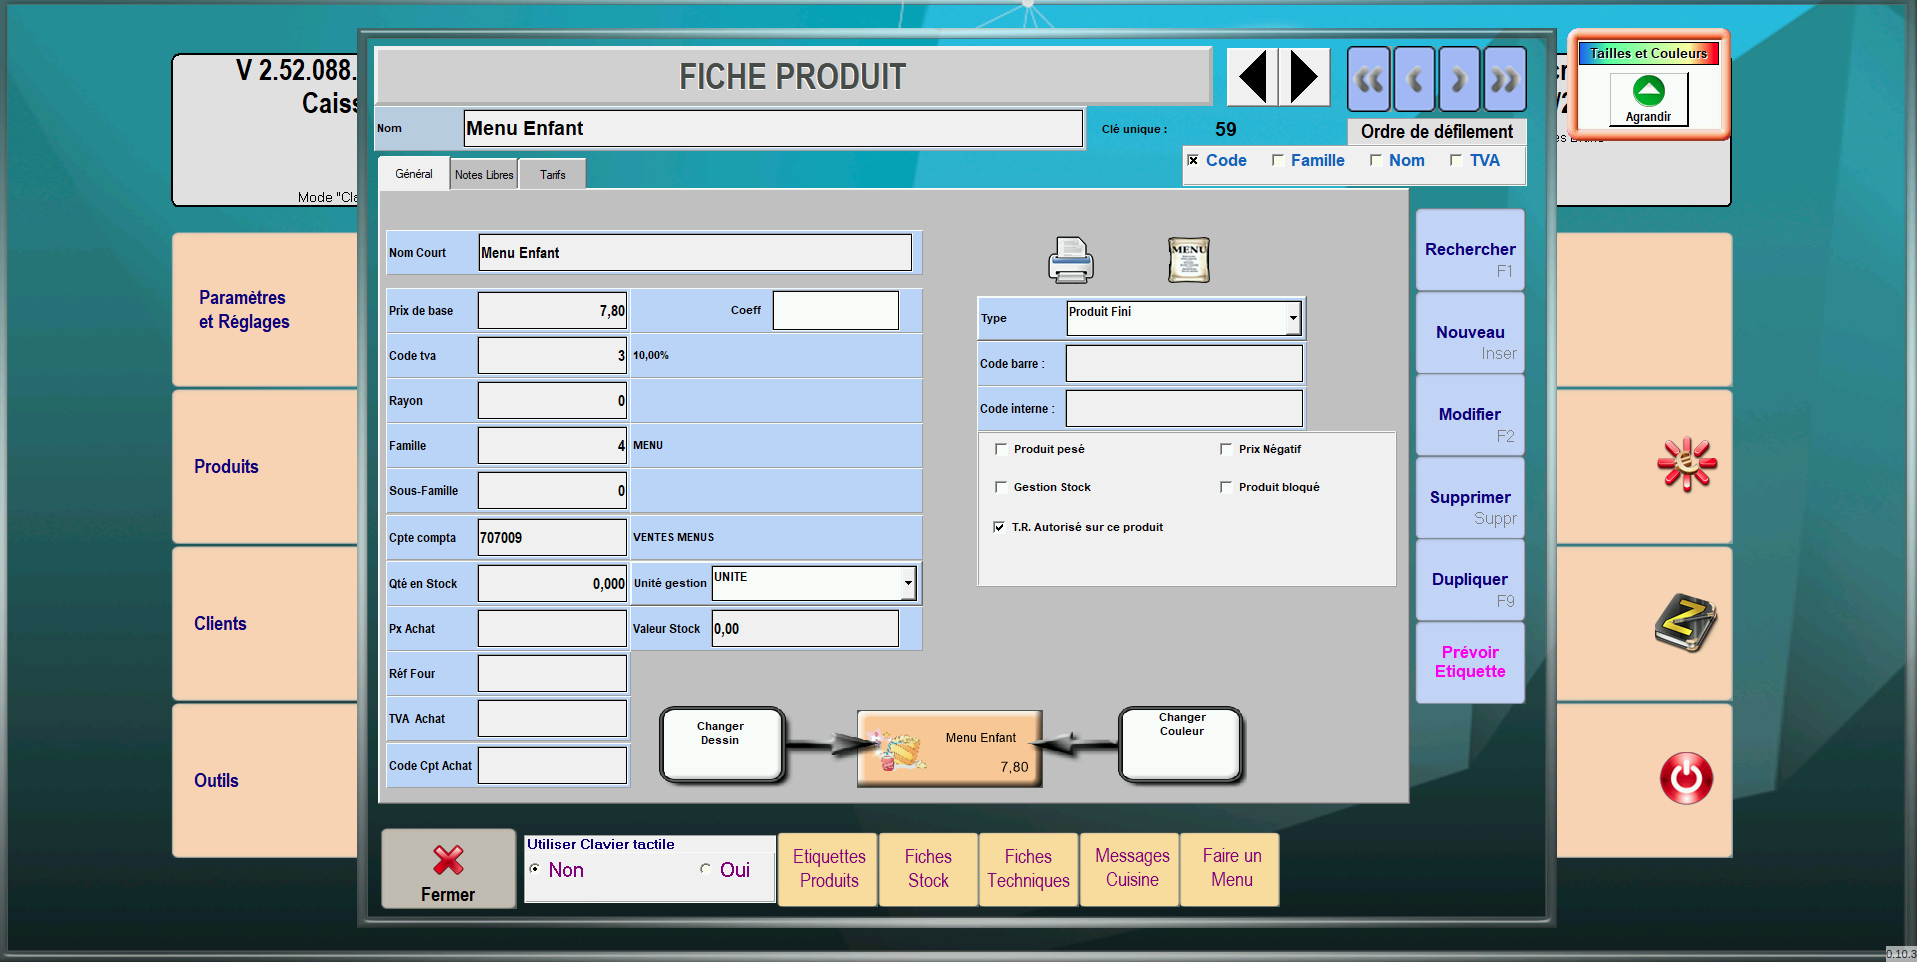 V 2.52.088.
Caiss
Mode "Cla
FICHE PRODUIT
Tailles et Couleurs
Agrandir
Nom
Menu Enfant
Clé unique :
59
Ordre de défilement
Code
Famille
Nom
TVA
Général
Notes Libres
Tarifs
Nom Court
Menu Enfant
MENU
Prix de base
7,80
Coeff
Type
Produit Fini
Code tva
3
10,00%
Code barre :
Rayon
0
Code interne :
Famille
4
MENU
Produit pesé
Prix Négatif
Sous-Famille
0
Gestion Stock
Produit bloqué
Cpte compta
707009
VENTES MENUS
T.R. Autorisé sur ce produit
Qté en Stock
0,000
Unité gestion
UNITE
Px Achat
Valeur Stock
0,00
Réf Four
TVA Achat
Code Cpt Achat
Changer
Dessin
Menu Enfant
7,80
Changer
Couleur
Rechercher
F1
Nouveau
Inser
Modifier
F2
Supprimer
Suppr
Dupliquer
F9
Prévoir
Etiquette
Paramètres
et Réglages
Produits
Clients
Outils
Z
Fermer
Utiliser Clavier tactile
Non
Oui
Etiquettes
Produits
Fiches
Stock
Fiches
Techniques
Messages
Cuisine
Faire un
Menu
0.10.3